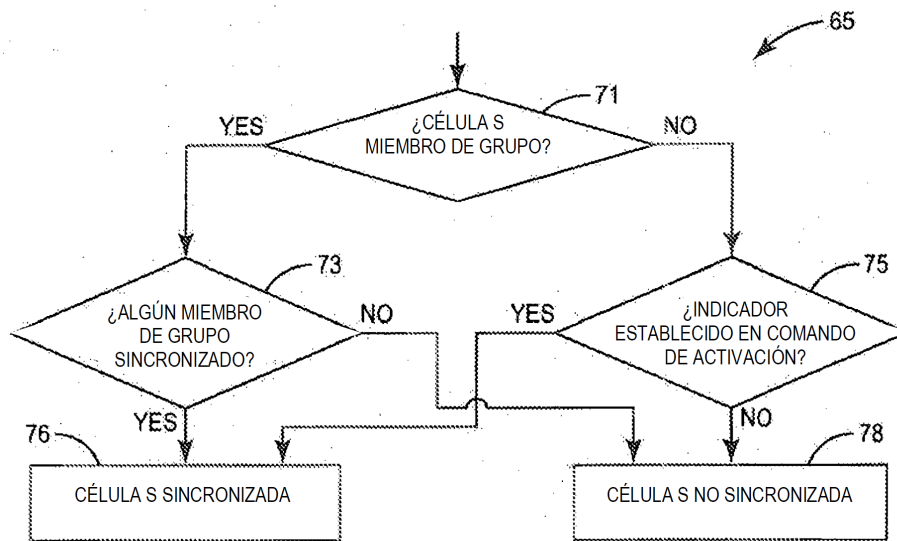 65
71
¿CÉLULA S
MIEMBRO DE GRUPO?
YES
NO
73
¿ALGÚN MIEMBRO
DE GRUPO
SINCRONIZADO?
NO
YES
75
¿INDICADOR
ESTABLECIDO EN COMANDO
DE ACTIVACIÓN?
YES
NO
76
CÉLULA S SINCRONIZADA
78
CÉLULA S NO SINCRONIZADA